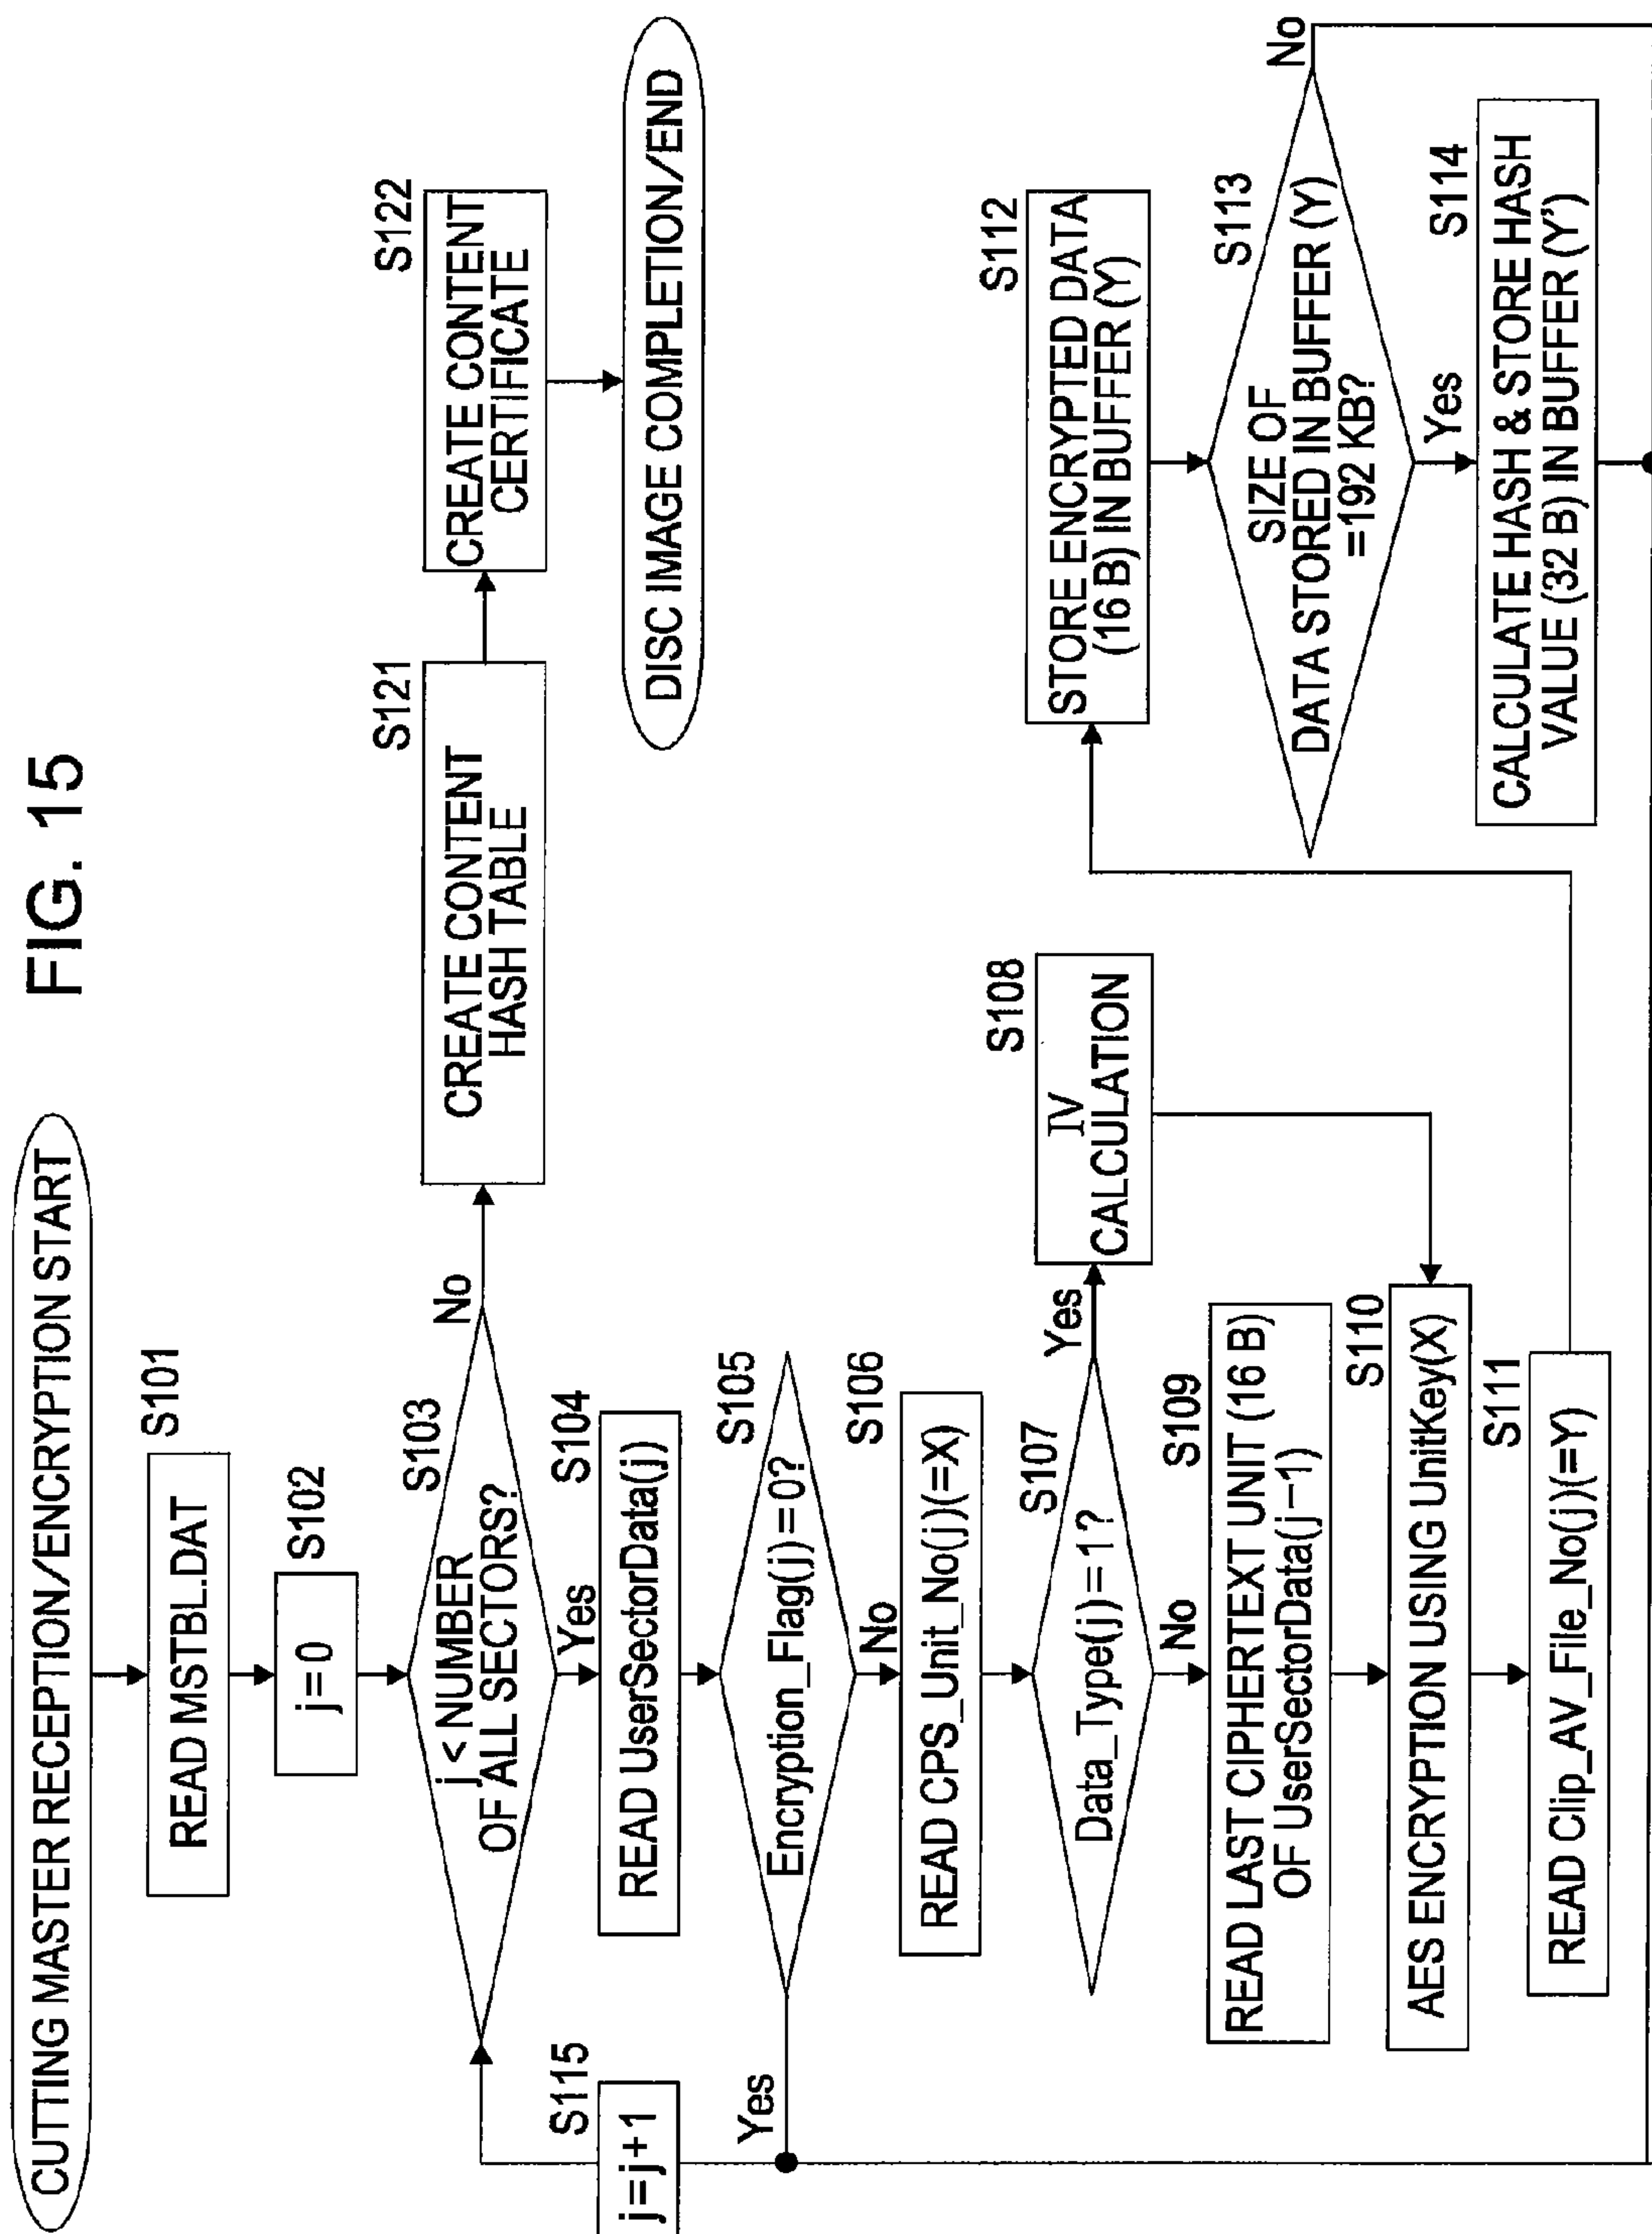 FIG. 15
CUTTING MASTER RECEPTION/ENCRYPTION START
S101
READ MSTBL.DAT
S102
j=0
S103
j < NUMBER
OF ALL SECTORS?
No
Yes
S104
READ UserSectorData(j)
S105
Encryption_Flag(j)=0?
Yes
No
S106
READ CPS_Unit_No(j)(=X)
S107
Data_Type(j)=1?
Yes
No
S108
IV
CALCULATION
S109
READ LAST CIPHERTEXT UNIT (16 B)
OF UserSectorData(j−1)
S110
AES ENCRYPTION USING UnitKey(X)
S111
READ Clip_AV_File_No(j)(=Y)
S112
STORE ENCRYPTED DATA
(16 B) IN BUFFER (Y)
S113
SIZE OF
DATA STORED IN BUFFER (Y)
=192 KB?
No
Yes
S114
CALCULATE HASH & STORE HASH
VALUE (32 B) IN BUFFER (Y')
S115
j=j+1
S121
CREATE CONTENT
HASH TABLE
S122
CREATE CONTENT
CERTIFICATE
DISC IMAGE COMPLETION/END